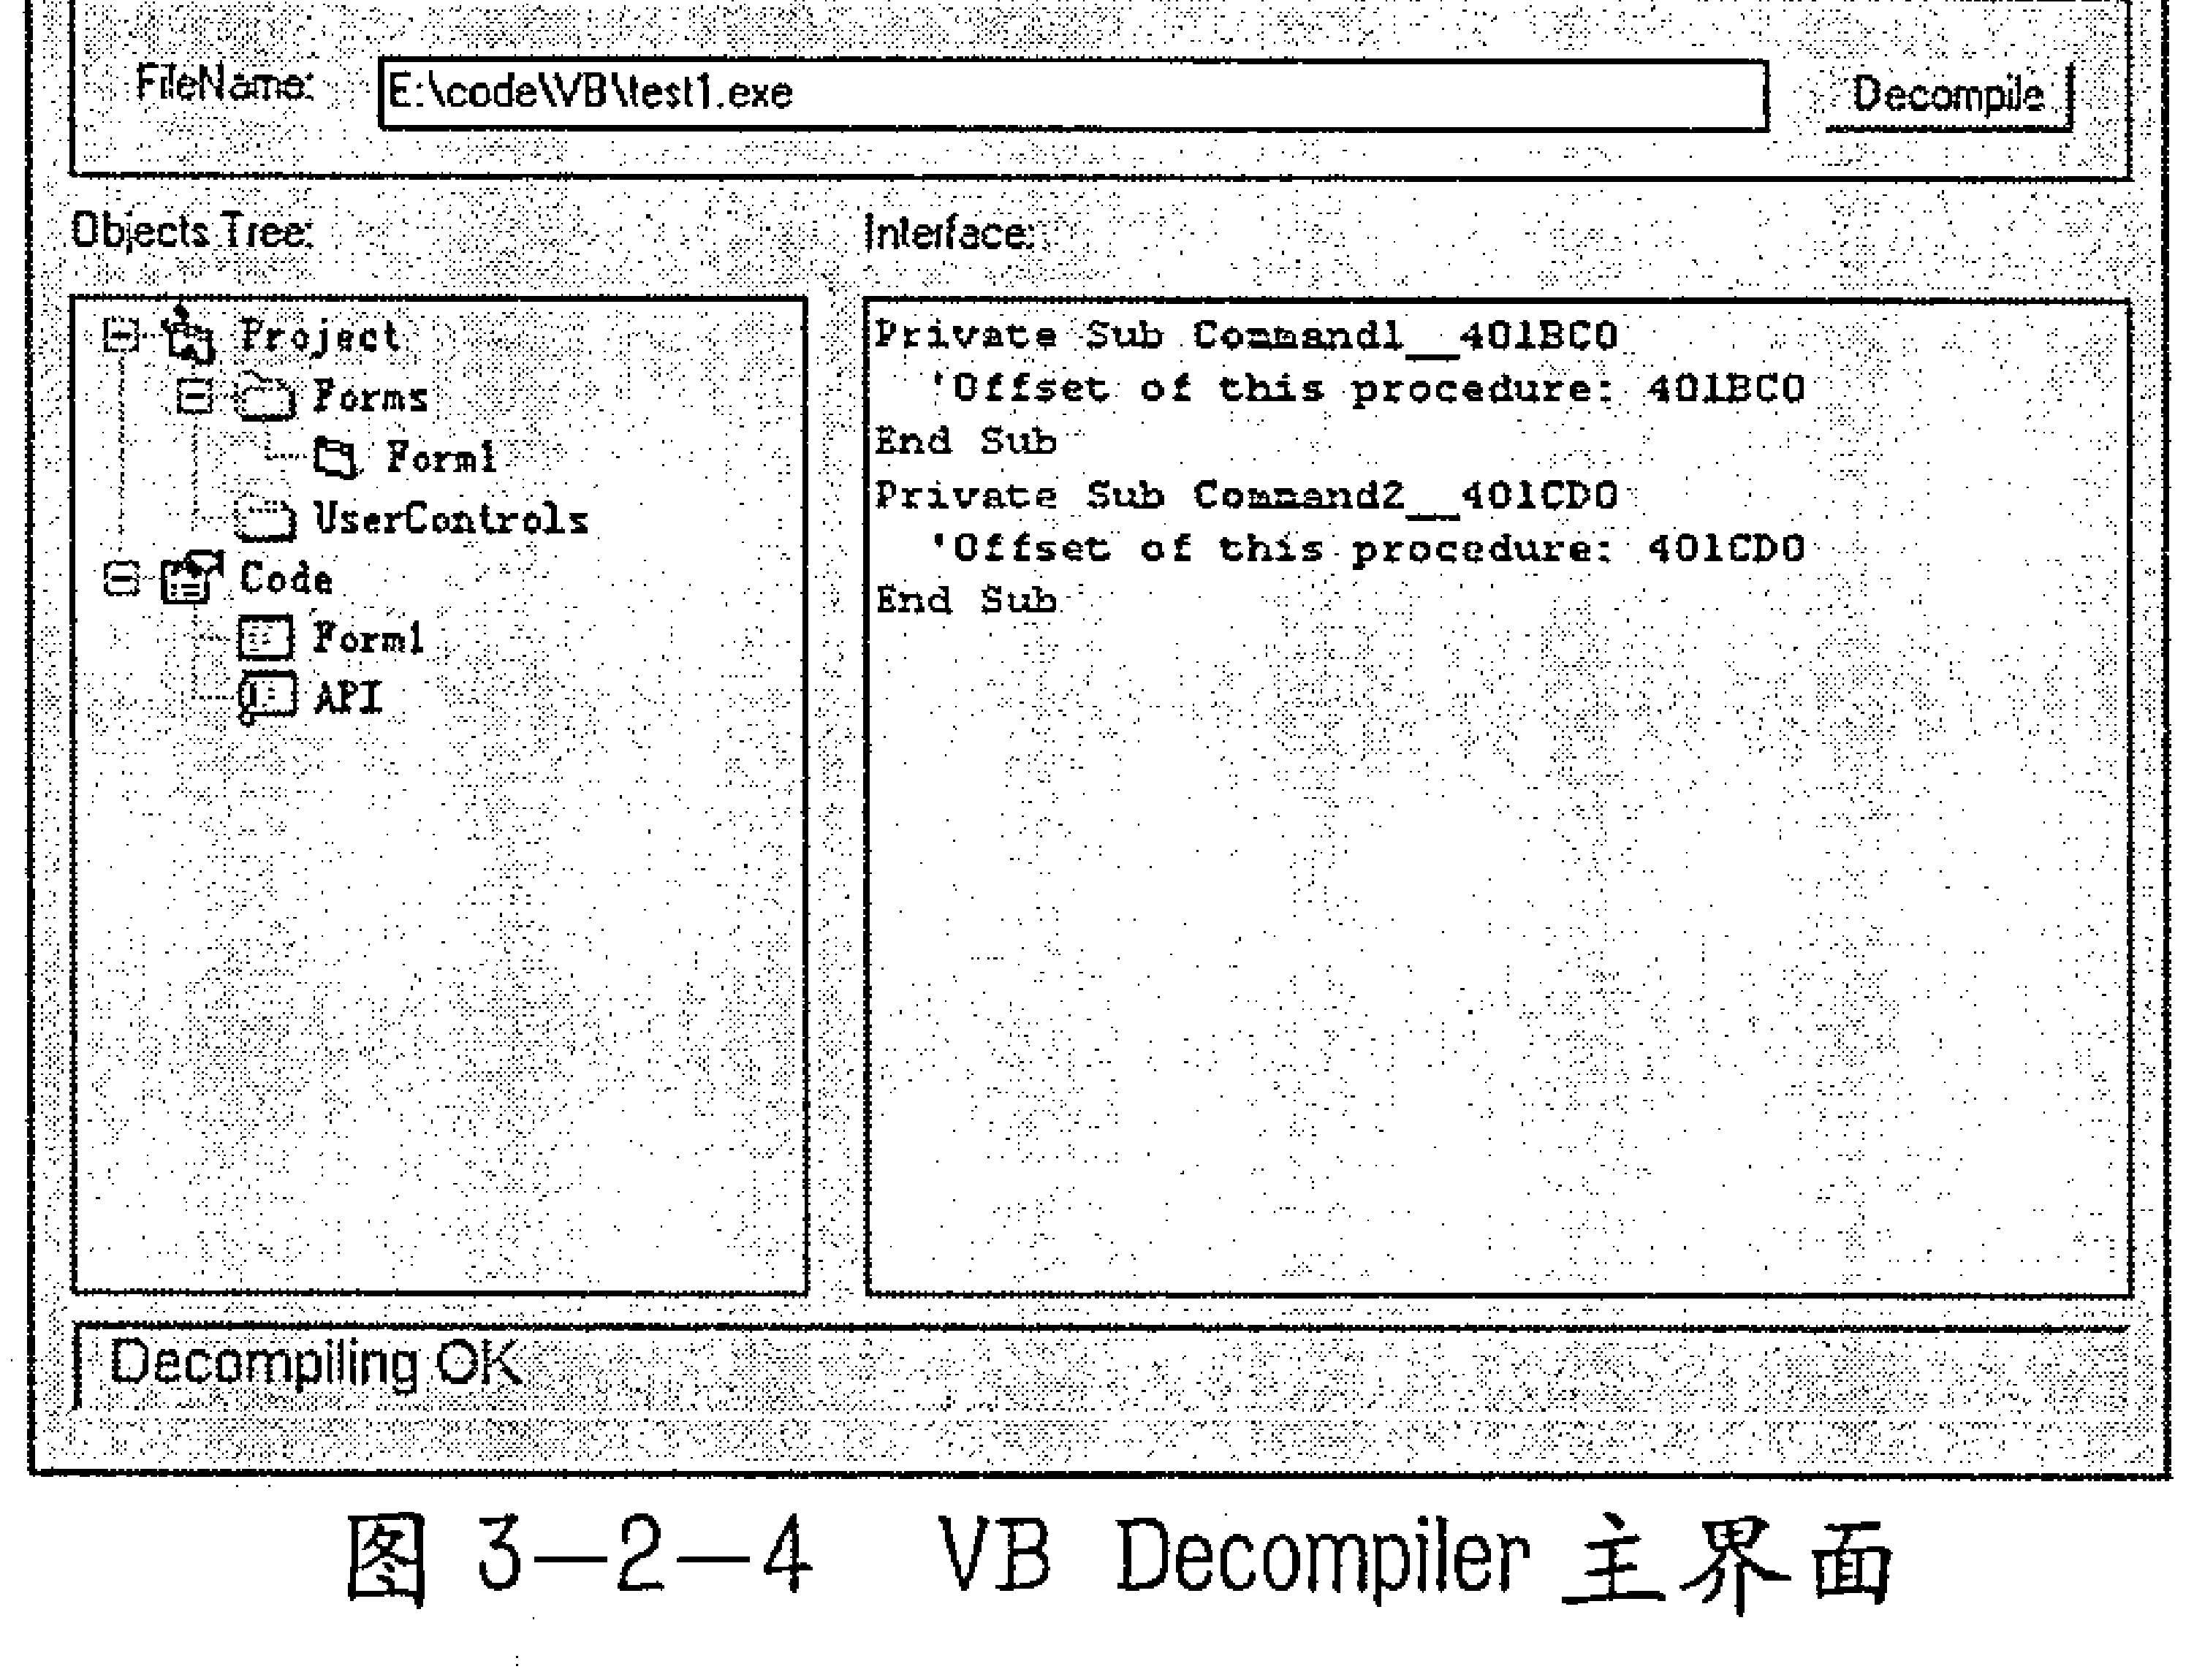 FileName: E:\code\VB\test1.exe Decompile
Objects Tree: Interface:
Project
Forms
Form1
UserControls
Code
Form1
API
Private Sub Command1__401BC0
'Offset of this procedure: 401BC0
End Sub
Private Sub Command2__401CD0
'Offset of this procedure: 401CD0
End Sub
Decompiling OK
图 3-2-4 VB Decompiler 主界面